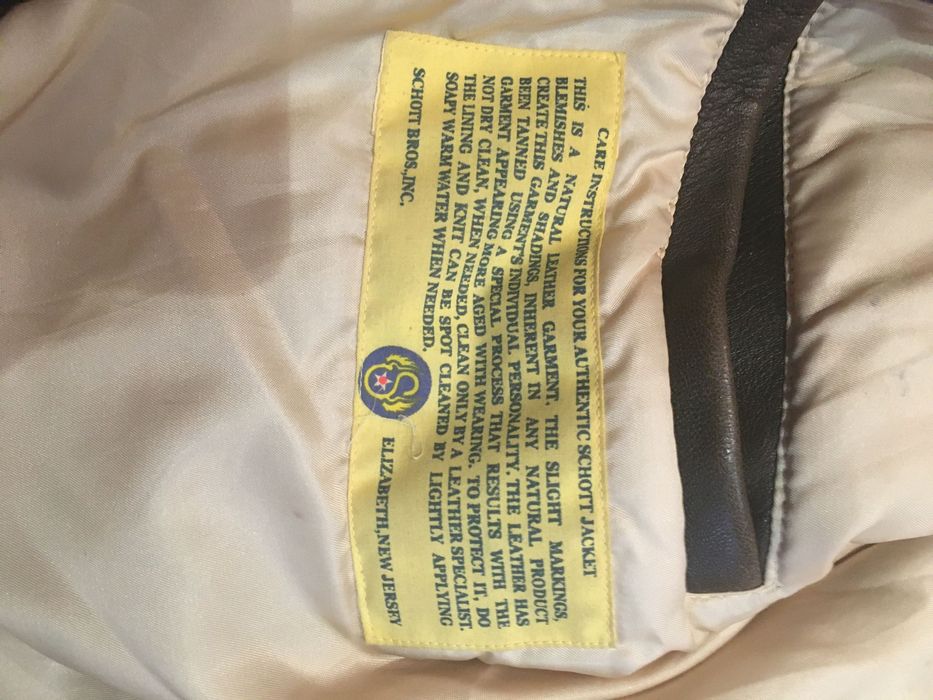 CARE INSTRUCTIONS FOR YOUR AUTHENTIC SCHOTT JACKET
THIS IS A NATURAL LEATHER GARMENT. THE SLIGHT MARKINGS,
BLEMISHES AND SHADINGS, INHERENT IN ANY NATURAL PRODUCT
CREATE THIS GARMENT'S INDIVIDUAL PERSONALITY. THE LEATHER HAS
BEEN TANNED USING A SPECIAL PROCESS THAT RESULTS WITH THE
GARMENT APPEARING MORE AGED WITH WEARING. TO PROTECT IT, DO
NOT DRY CLEAN, WHEN NEEDED, CLEAN ONLY BY A LEATHER SPECIALIST.
THE LINING AND KNIT CAN BE SPOT CLEANED BY LIGHTLY APPLYING
SOAPY WARM WATER WHEN NEEDED.
SCHOTT BROS.,INC. ELIZABETH,NEW JERSEY